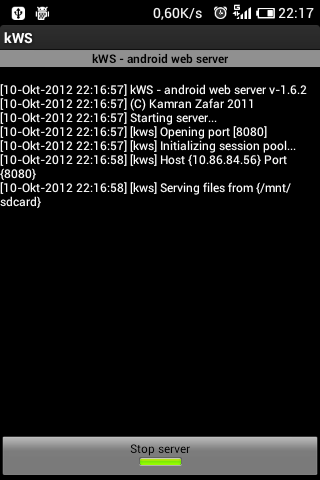 0,60K/s 22:17
kWS
kWS - android web server
[10-Okt-2012 22:16:57] kWS - android web server v-1.6.2
[10-Okt-2012 22:16:57] (C) Kamran Zafar 2011
[10-Okt-2012 22:16:57] Starting server...
[10-Okt-2012 22:16:57] [kws] Opening port [8080]
[10-Okt-2012 22:16:57] [kws] Initializing session pool...
[10-Okt-2012 22:16:58] [kws] Host {10.86.84.56} Port
{8080}
[10-Okt-2012 22:16:58] [kws] Serving files from {/mnt/
sdcard}
Stop server